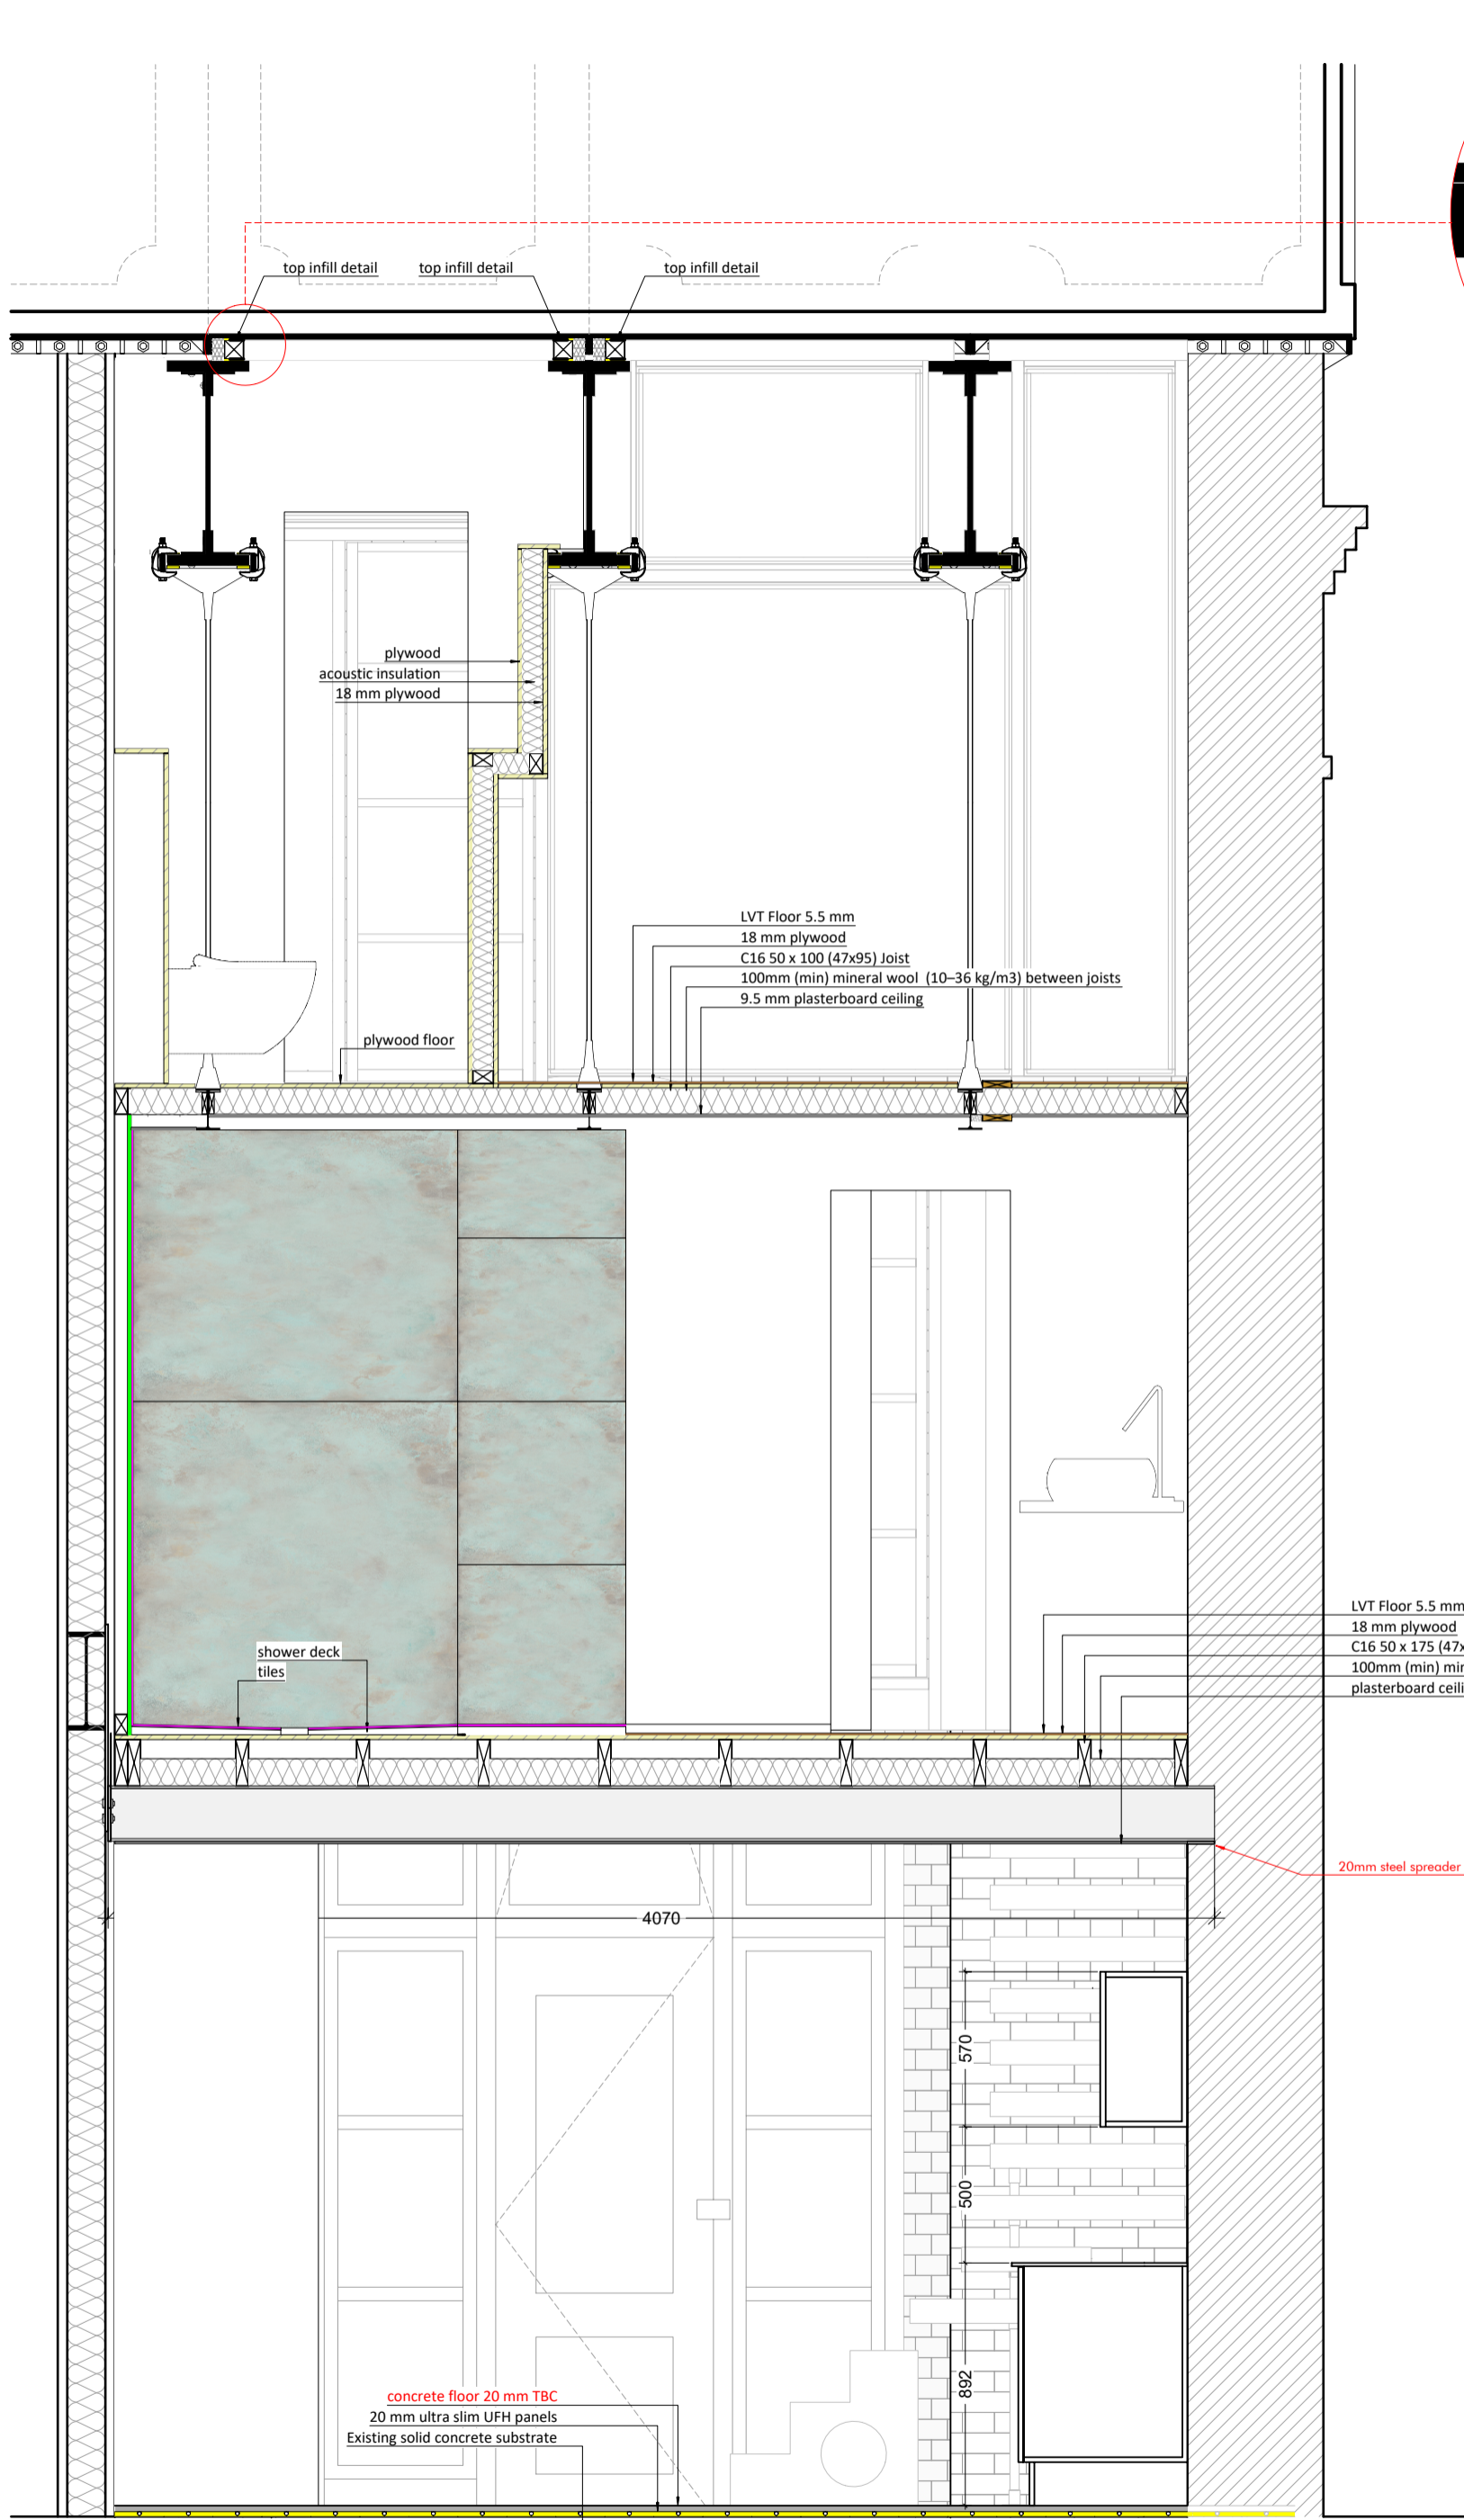 top infill detail
top infill detail
top infill detail
plywood
acoustic insulation
18 mm plywood
LVT Floor 5.5 mm
18 mm plywood
C16 50 x 100 (47x95) Joist
100mm (min) mineral wool (10–36 kg/m3) between joists
9.5 mm plasterboard ceiling
plywood floor
LVT Floor 5.5 mm
18 mm plywood
C16 50 x 175 (47x
100mm (min) min
plasterboard ceili
shower deck
tiles
20mm steel spreader
4070
570
500
892
concrete floor 20 mm TBC
20 mm ultra slim UFH panels
Existing solid concrete substrate